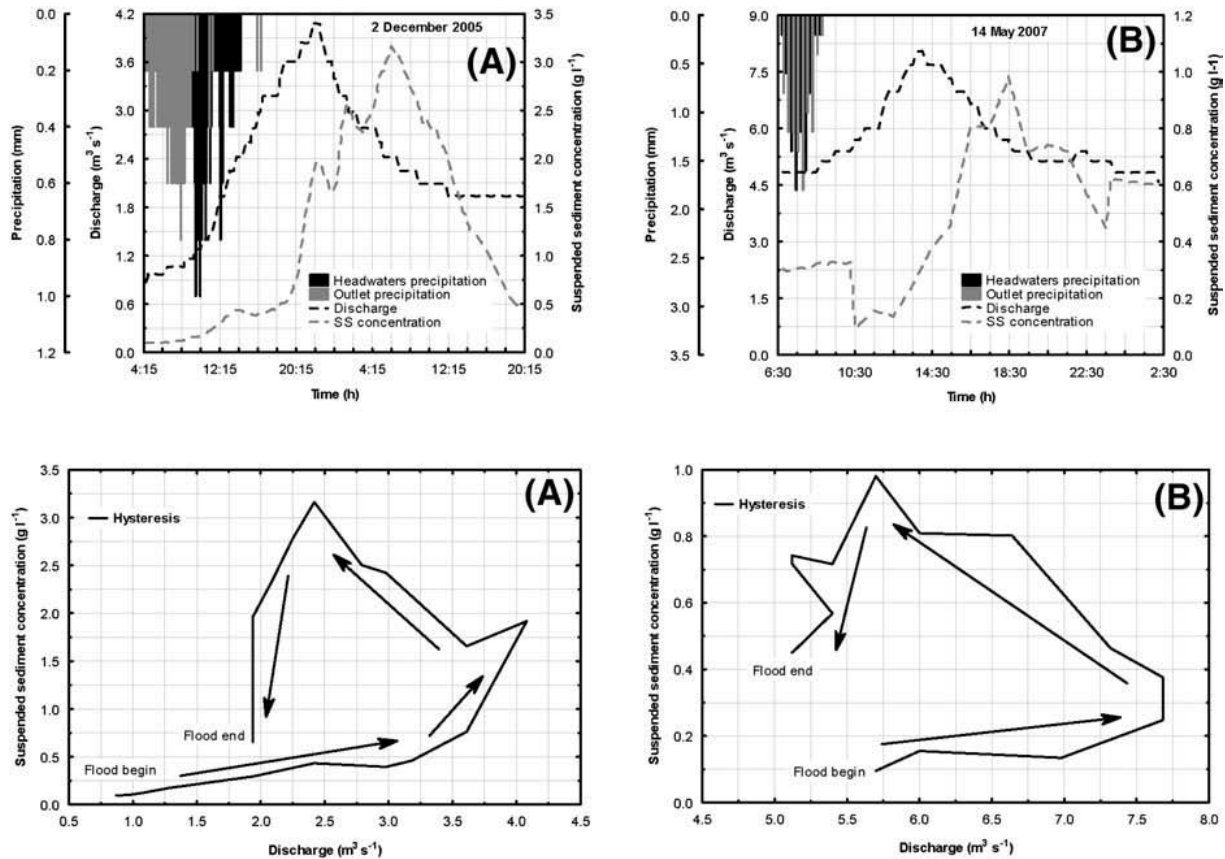 2 December 2005
(A)
Precipitation (mm)
0.0
0.2
0.4
0.6
0.8
1.0
1.2
Discharge (m³ s⁻¹)
4.2
3.6
3.0
2.4
1.8
1.2
0.6
0.0
Suspended sediment concentration (g l⁻¹)
3.5
3.0
2.5
2.0
1.5
1.0
0.5
0.0
Headwaters precipitation
Outlet precipitation
Discharge
SS concentration
4:15 12:15 20:15 4:15 12:15 20:15
Time (h)
14 May 2007
(B)
Precipitation (mm)
0.0
0.5
1.0
1.5
2.0
2.5
3.0
3.5
Discharge (m³ s⁻¹)
9.0
7.5
6.0
4.5
3.0
1.5
0.0
Suspended sediment concentration (g l-1)
1.2
1.0
0.8
0.6
0.4
0.2
0.0
Headwaters precipitation
Outlet precipitation
Discharge
SS concentration
6:30 10:30 14:30 18:30 22:30 2:30
Time (h)
(A)
Hysteresis
Suspended sediment concentration (g l⁻¹)
3.5
3.0
2.5
2.0
1.5
1.0
0.5
0.0
Flood end
Flood begin
0.5 1.0 1.5 2.0 2.5 3.0 3.5 4.0 4.5
Discharge (m³ s⁻¹)
(B)
Hysteresis
Suspended sediment concentration (g l⁻¹)
1.0
0.8
0.6
0.4
0.2
0.0
Flood end
Flood begin
4.5 5.0 5.5 6.0 6.5 7.0 7.5 8.0
Discharge (m³ s⁻¹)